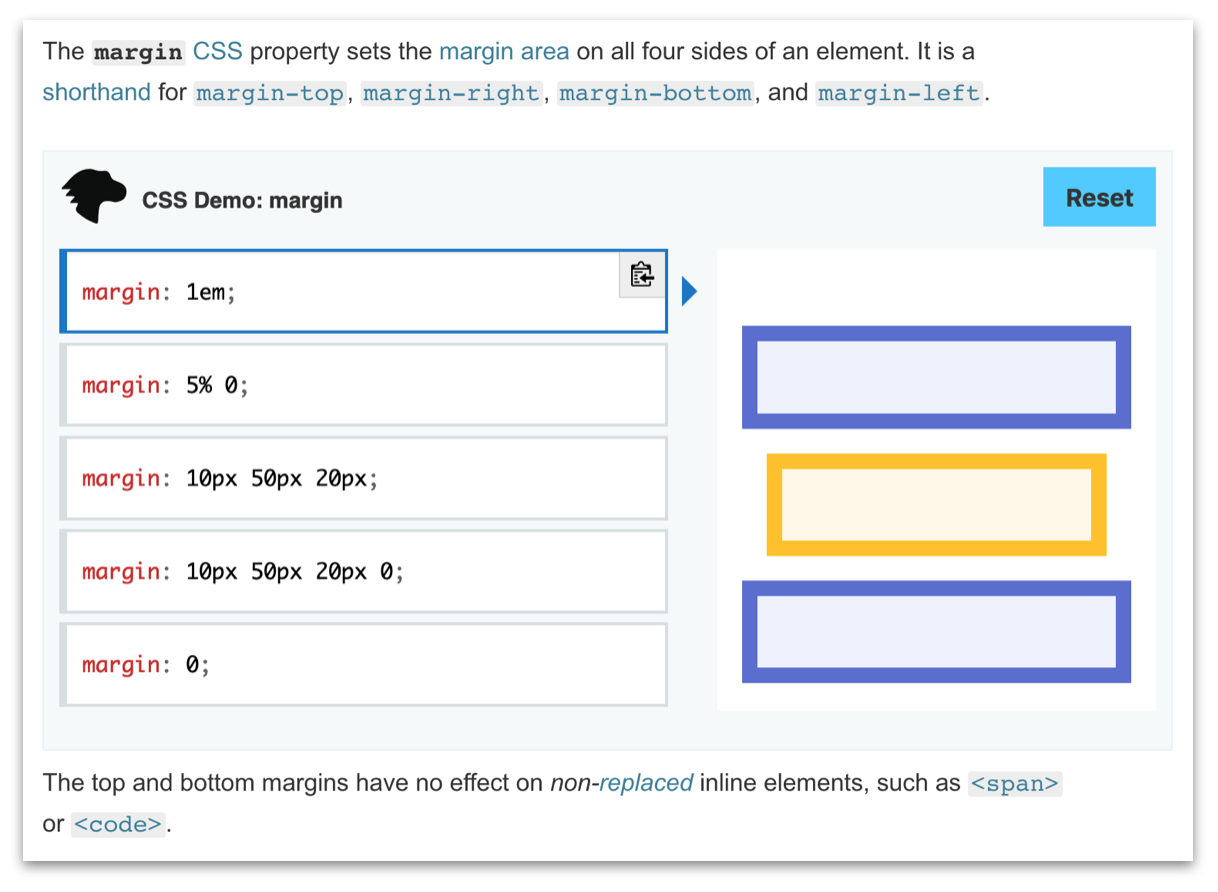 The margin CSS property sets the margin area on all four sides of an element. It is a
shorthand for margin-top, margin-right, margin-bottom, and margin-left.
CSS Demo: margin
Reset
margin: 1em;
margin: 5% 0;
margin: 10px 50px 20px;
margin: 10px 50px 20px 0;
margin: 0;
The top and bottom margins have no effect on non-replaced inline elements, such as <span>
or <code>.